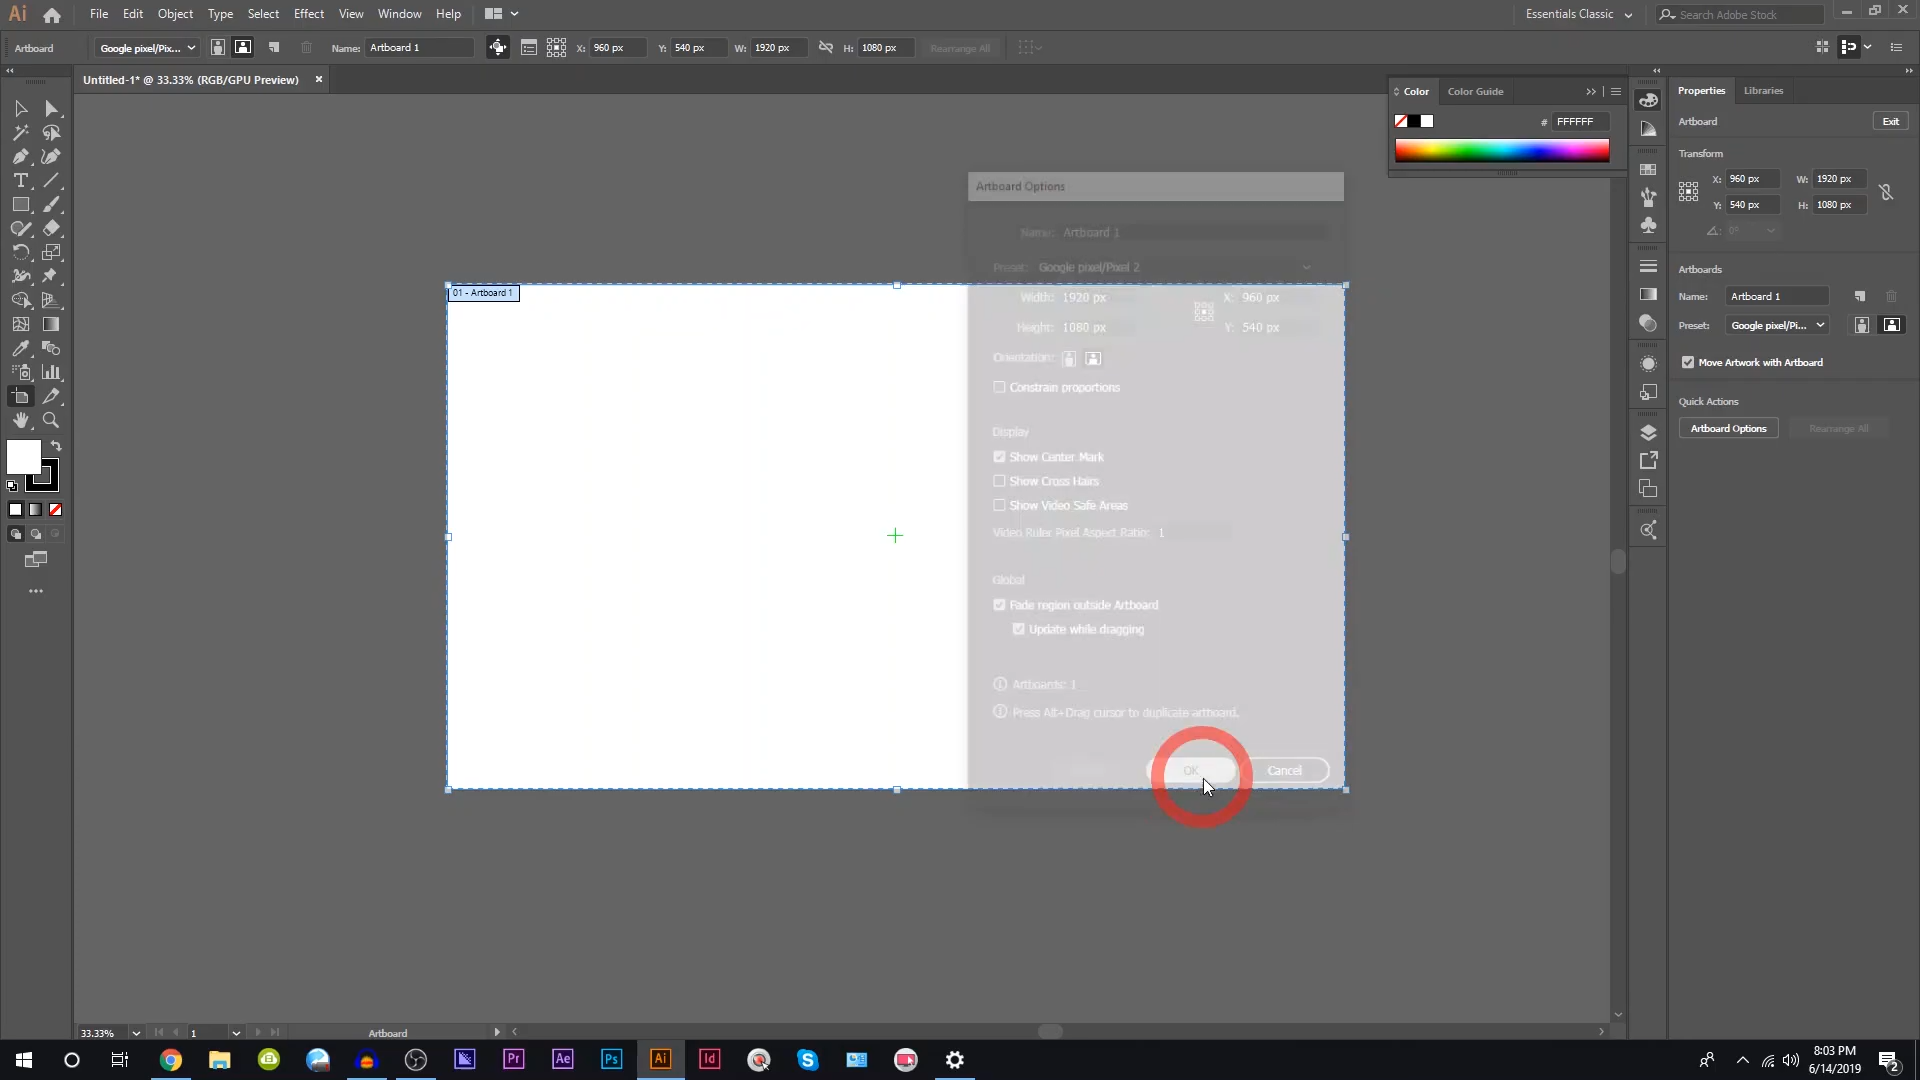 Ai File Edit Object Type Select Effect View Window Help Essentials Classic Search Adobe Stock
Artboard Google pixel/Pix... Name: Artboard 1 X: 960 px Y: 540 px W: 1920 px H: 1080 px Rearrange All
Untitled-1* @ 33.33% (RGB/GPU Preview)
Color Color Guide
# FFFFFF
Properties Libraries
Artboard Exit
Transform
X: 960 px W: 1920 px
Y: 540 px H: 1080 px
0°
Artboards
Name: Artboard 1
Preset: Google pixel/Pi...
Move Artwork with Artboard
Quick Actions
Artboard Options Rearrange All
01 - Artboard 1
Artboard Options
Name: Artboard 1
Preset: Google pixel/Pixel 2
Width: 1920 px X: 960 px
Height: 1080 px Y: 540 px
Orientation:
Constrain proportions
Display
Show Center Mark
Show Cross Hairs
Show Video Safe Areas
Video Ruler Pixel Aspect Ratio: 1
Global
Fade region outside Artboard
Update while dragging
Artboards: 1
Press Alt+Drag cursor to duplicate artboard.
OK Cancel
33.33% 1 Artboard
Pr Ae Ps Ai Id
8:03 PM
6/14/2019
2